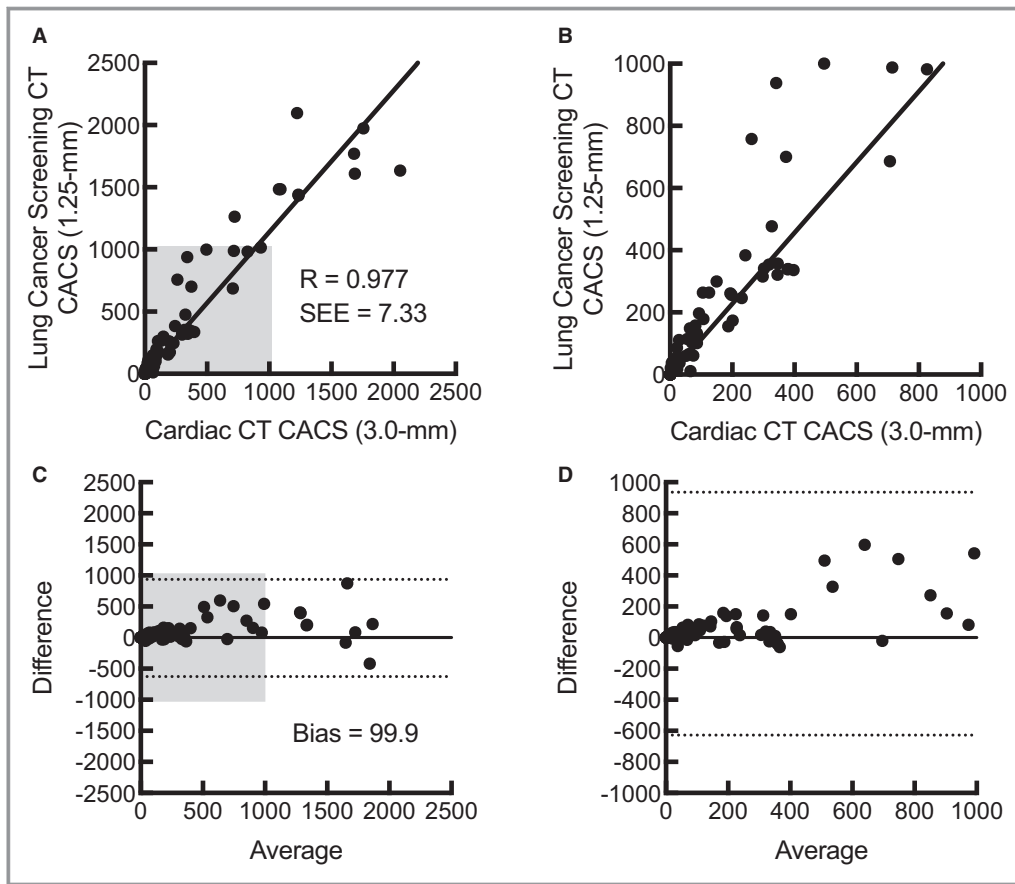 A
Lung Cancer Screening CT
CACS (1.25-mm)
2500
2000
1500
1000
500
0
R = 0.977
SEE = 7.33
0 500 1000 1500 2000 2500
Cardiac CT CACS (3.0-mm)
B
Lung Cancer Screening CT
CACS (1.25-mm)
1000
800
600
400
200
0
0 200 400 600 800 1000
Cardiac CT CACS (3.0-mm)
C
Difference
2500
2000
1500
1000
500
0
-500
-1000
-1500
-2000
-2500
Bias = 99.9
0 500 1000 1500 2000 2500
Average
D
Difference
1000
800
600
400
200
0
-200
-400
-600
-800
-1000
0 200 400 600 800 1000
Average